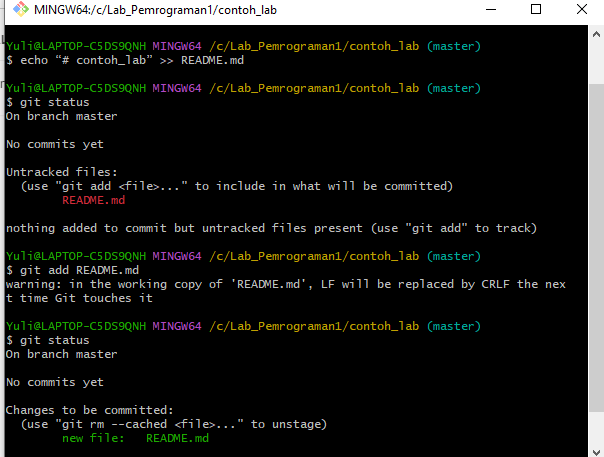 MINGW64:/c/Lab_Pemrograman1/contoh_lab
Yuli@LAPTOP-C5DS9QNH MINGW64 /c/Lab_Pemrograman1/contoh_lab (master)
$ echo “# contoh_lab” >> README.md
Yuli@LAPTOP-C5DS9QNH MINGW64 /c/Lab_Pemrograman1/contoh_lab (master)
$ git status
On branch master
No commits yet
Untracked files:
  (use "git add <file>..." to include in what will be committed)
        README.md
nothing added to commit but untracked files present (use "git add" to track)
Yuli@LAPTOP-C5DS9QNH MINGW64 /c/Lab_Pemrograman1/contoh_lab (master)
$ git add README.md
warning: in the working copy of 'README.md', LF will be replaced by CRLF the nex
t time Git touches it
Yuli@LAPTOP-C5DS9QNH MINGW64 /c/Lab_Pemrograman1/contoh_lab (master)
$ git status
On branch master
No commits yet
Changes to be committed:
  (use "git rm --cached <file>..." to unstage)
        new file:   README.md